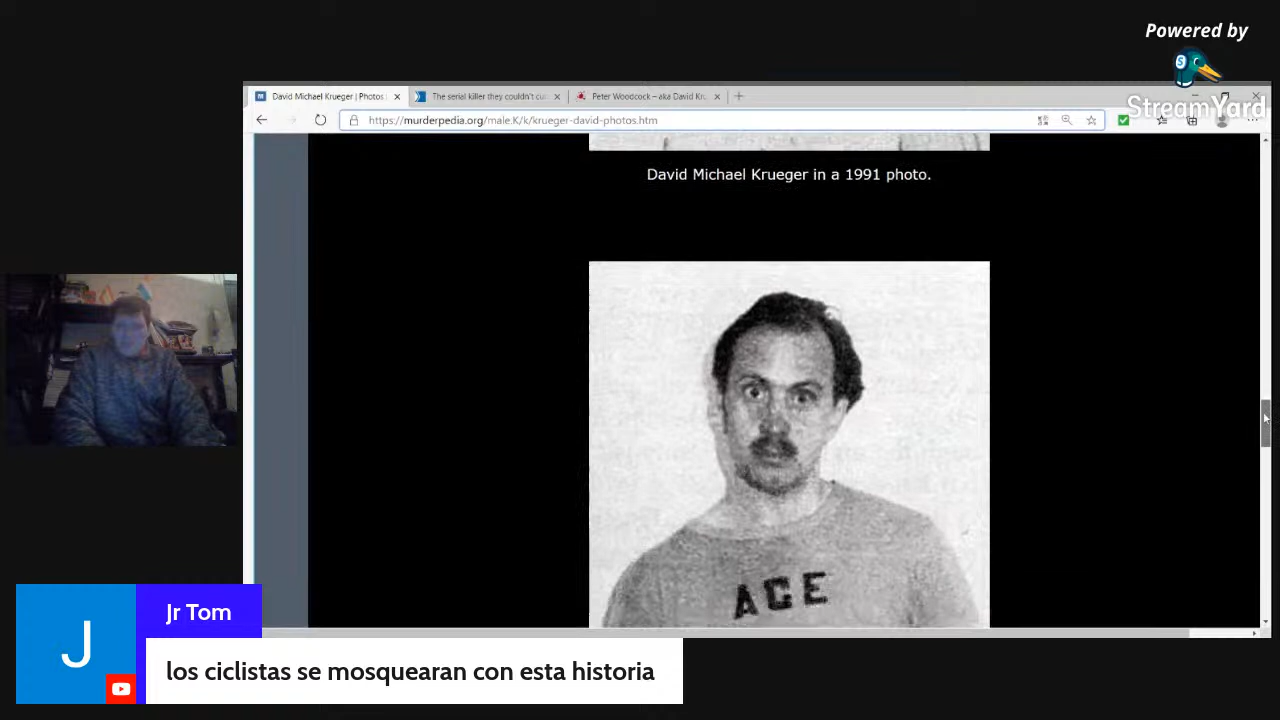 Powered by
StreamYard
David Michael Krueger | Photos
The serial killer they couldn't cu
Peter Woodcock – aka David Kr
https://murderpedia.org/male.K/k/krueger-david-photos.htm
David Michael Krueger in a 1991 photo.
AGE
J
Jr Tom
los ciclistas se mosquearan con esta historia